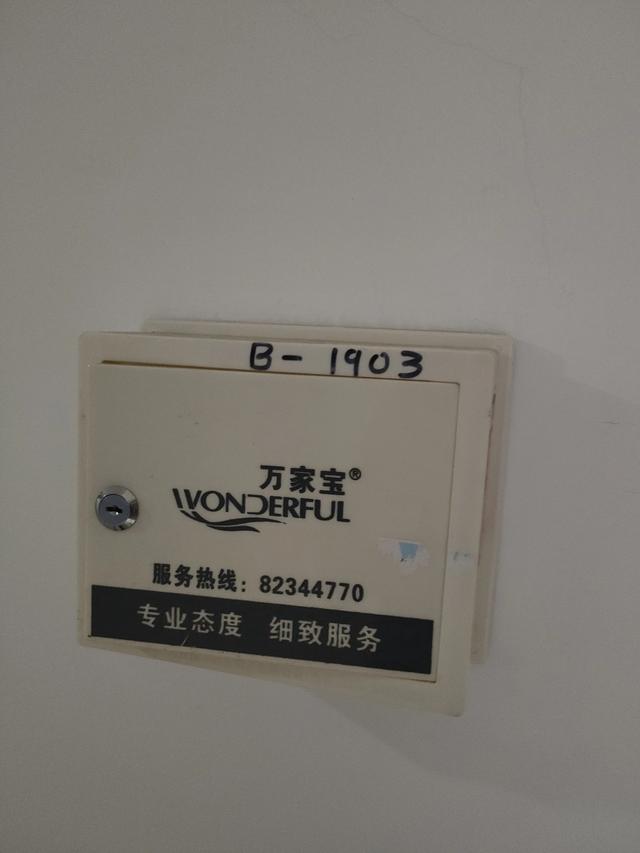 B-1903
万家宝®
WONDERFUL
服务热线：82344770
专业态度 细致服务